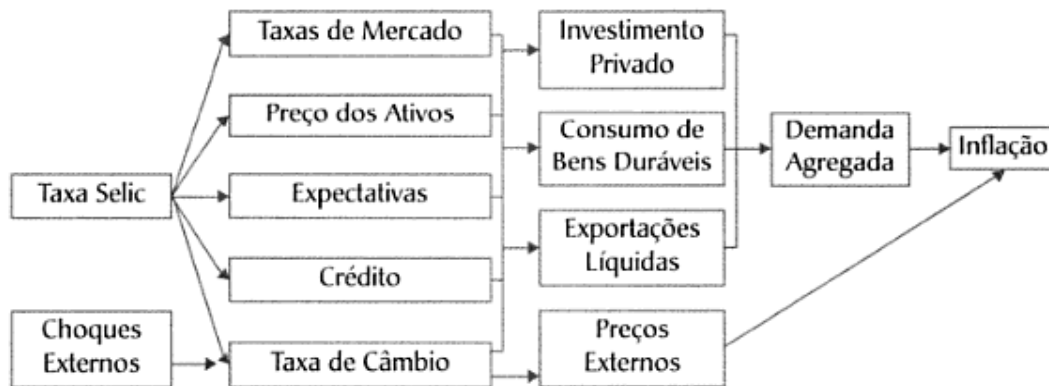 Taxa Selic
Choques
Externos
Taxas de Mercado
Preço dos Ativos
Expectativas
Crédito
Taxa de Câmbio
Investimento
Privado
Consumo de
Bens Duráveis
Exportações
Líquidas
Preços
Externos
Demanda
Agregada
Inflação